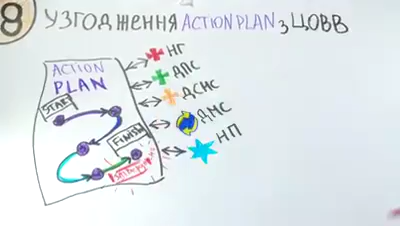 8 УЗГОДЖЕННЯ ACTION PLAN З ЦОВВ
ACTION
PLAN
START
FINISH
НГ
ДПС
ДСНС
ДМС
НП